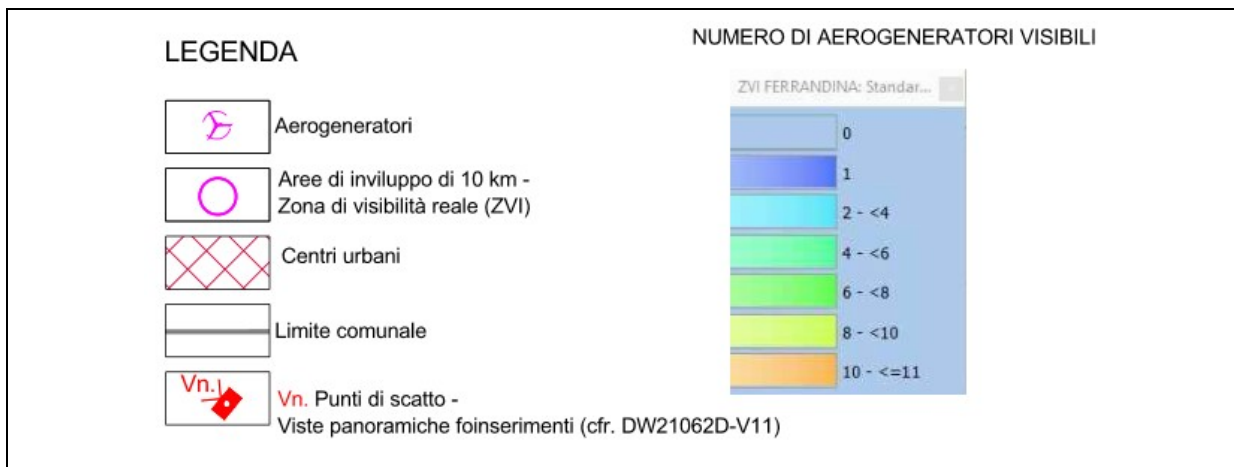 LEGENDA
Aerogeneratori
Aree di inviluppo di 10 km -
Zona di visibilità reale (ZVI)
Centri urbani
Limite comunale
Vn.
Vn. Punti di scatto -
Viste panoramiche foinserimenti (cfr. DW21062D-V11)
NUMERO DI AEROGENERATORI VISIBILI
ZVI FERRANDINA: Standar...
0
1
2 - <4
4 - <6
6 - <8
8 - <10
10 - <=11